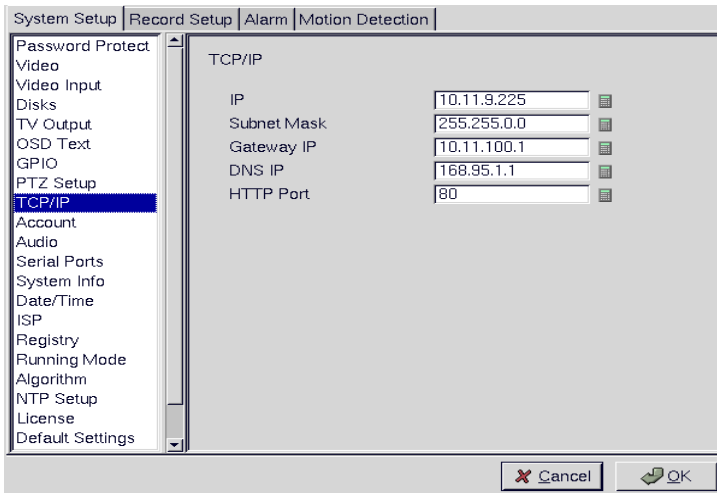 System Setup Record Setup Alarm Motion Detection
Password Protect
Video
Video Input
Disks
TV Output
OSD Text
GPIO
PTZ Setup
TCP/IP
Account
Audio
Serial Ports
System Info
Date/Time
ISP
Registry
Running Mode
Algorithm
NTP Setup
License
Default Settings
TCP/IP
IP 10.11.9.225
Subnet Mask 255.255.0.0
Gateway IP 10.11.100.1
DNS IP 168.95.1.1
HTTP Port 80
Cancel OK